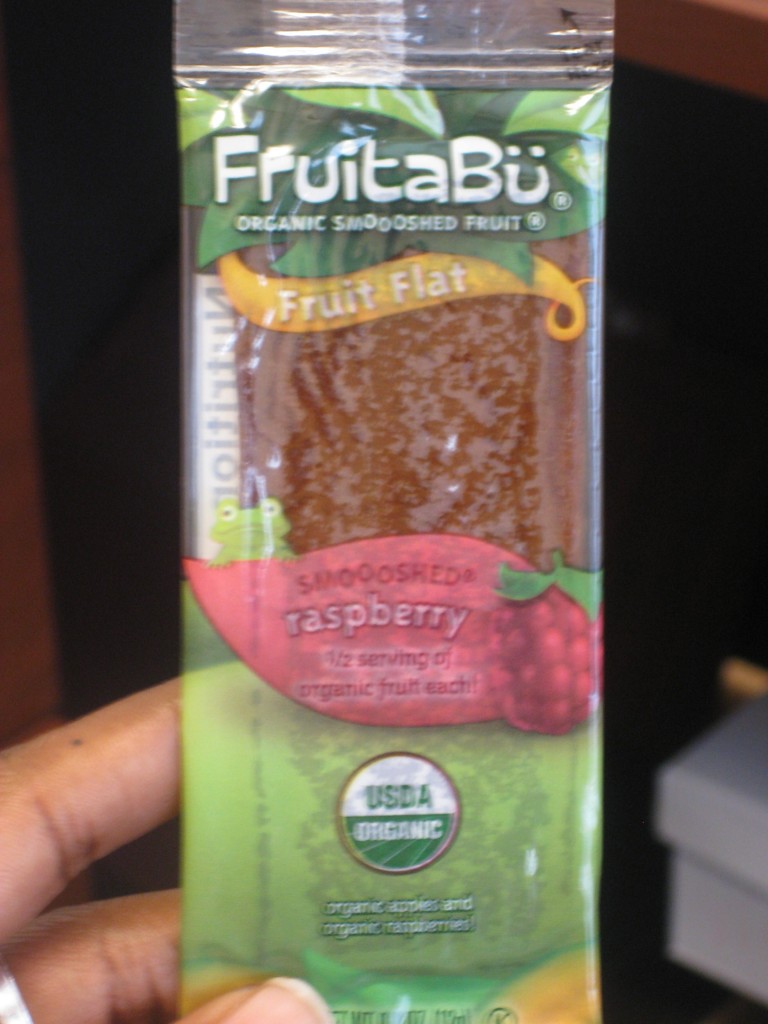 FruitaBü®
ORGANIC SMOOOSHED FRUIT®
Fruit Flat
Nutrition
SMOOOSHED®
raspberry
1/2 serving of
organic fruit each!
USDA
ORGANIC
organic apples and
organic raspberries!